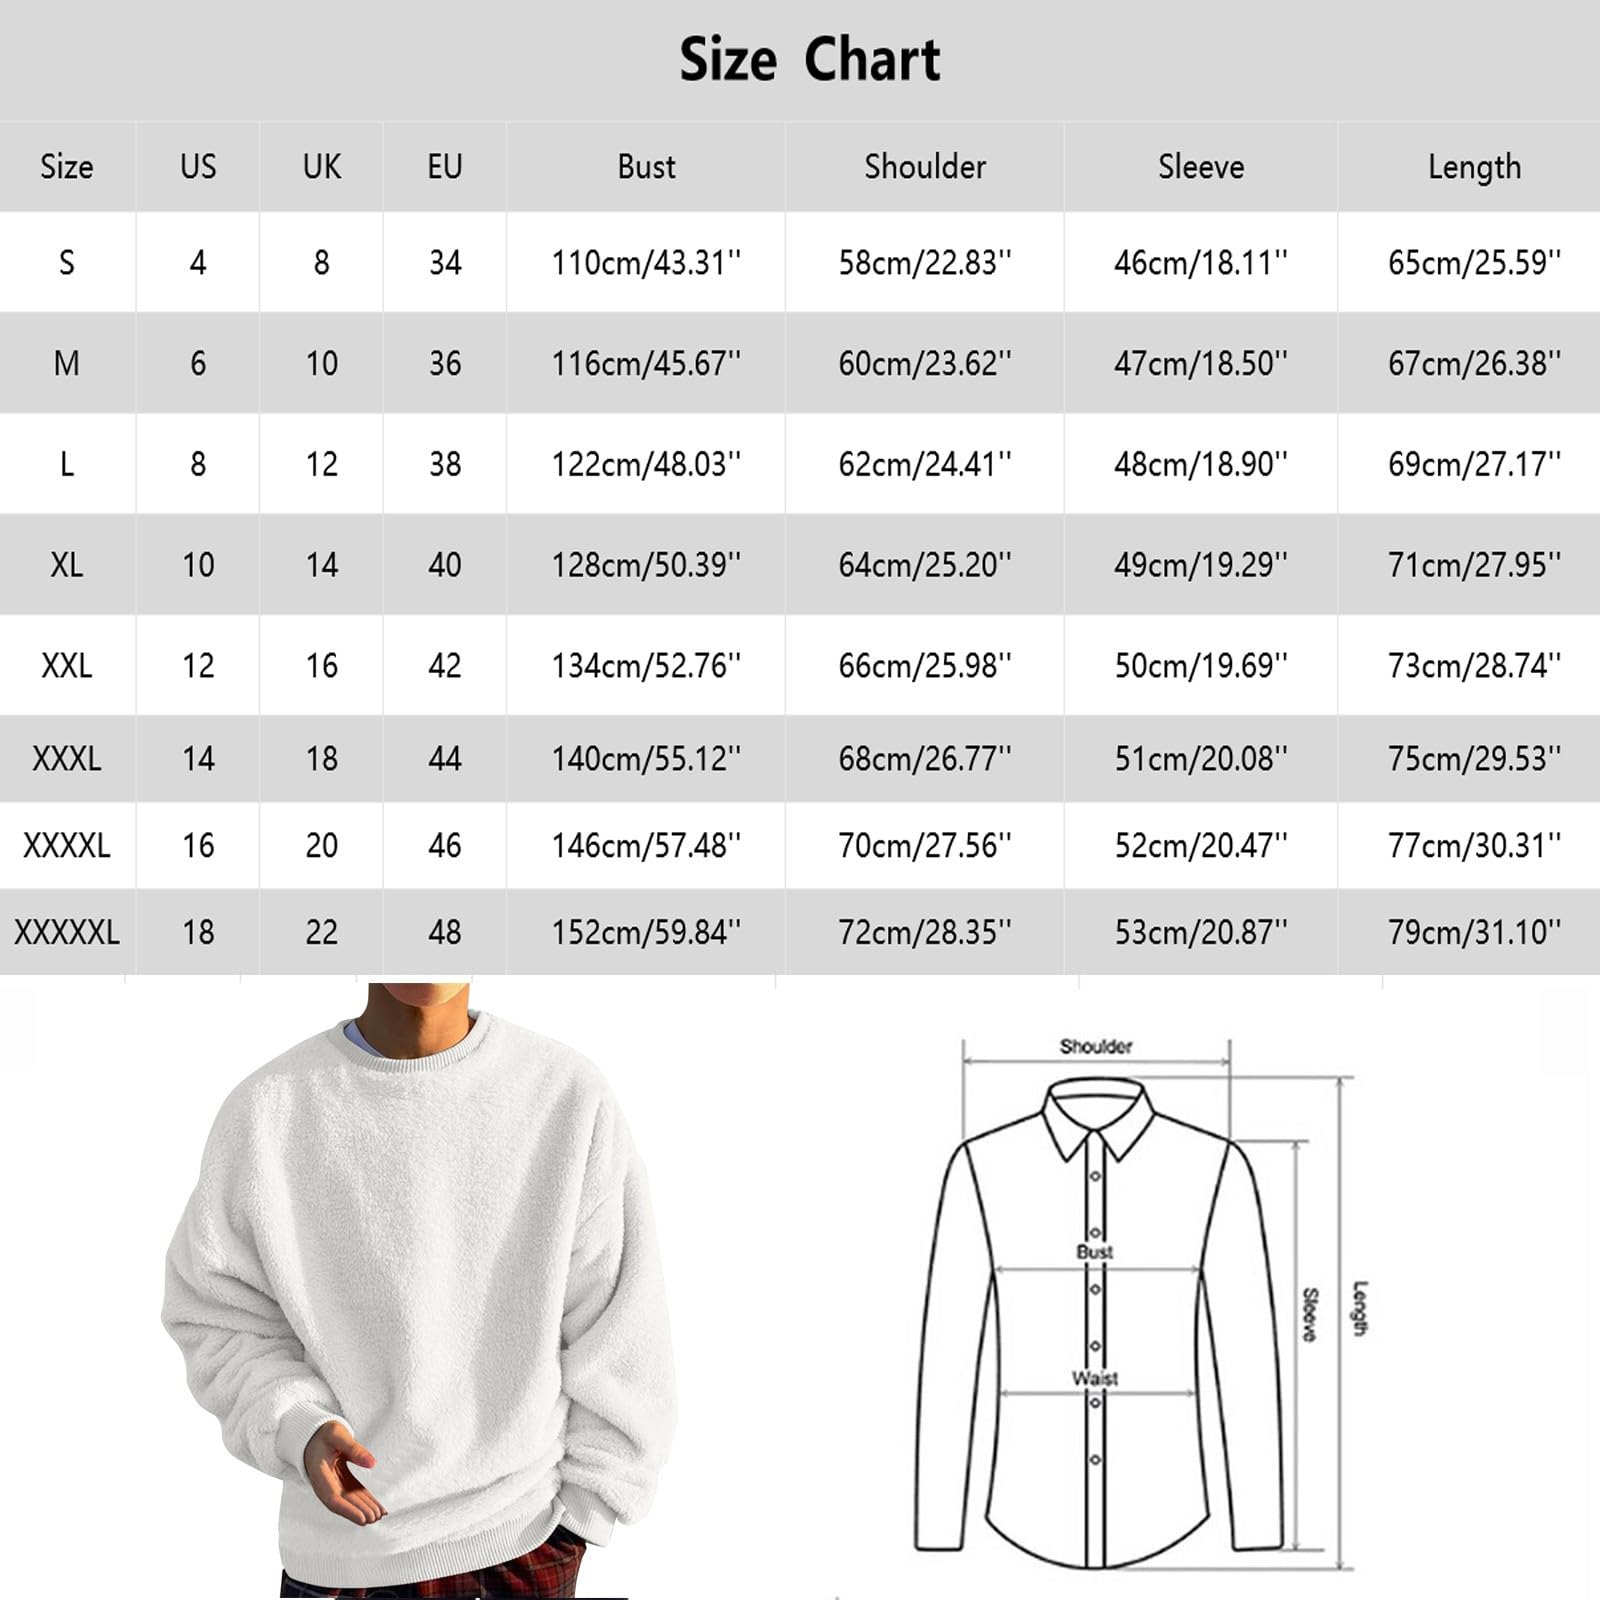 Size Chart
Size US UK EU Bust Shoulder Sleeve Length
S 4 8 34 110cm/43.31'' 58cm/22.83'' 46cm/18.11'' 65cm/25.59''
M 6 10 36 116cm/45.67'' 60cm/23.62'' 47cm/18.50'' 67cm/26.38''
L 8 12 38 122cm/48.03'' 62cm/24.41'' 48cm/18.90'' 69cm/27.17''
XL 10 14 40 128cm/50.39'' 64cm/25.20'' 49cm/19.29'' 71cm/27.95''
XXL 12 16 42 134cm/52.76'' 66cm/25.98'' 50cm/19.69'' 73cm/28.74''
XXXL 14 18 44 140cm/55.12'' 68cm/26.77'' 51cm/20.08'' 75cm/29.53''
XXXXL 16 20 46 146cm/57.48'' 70cm/27.56'' 52cm/20.47'' 77cm/30.31''
XXXXXL 18 22 48 152cm/59.84'' 72cm/28.35'' 53cm/20.87'' 79cm/31.10''
Shoulder
Bust
Sleeve
Length
Waist